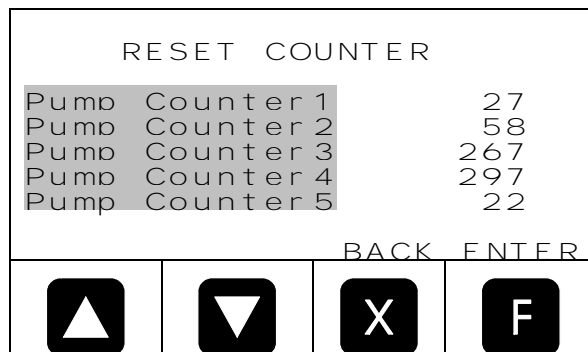 RESET COUNTER
Pump Counter1 27
Pump Counter2 58
Pump Counter3 267
Pump Counter4 297
Pump Counter5 22
BACK ENTER
X F